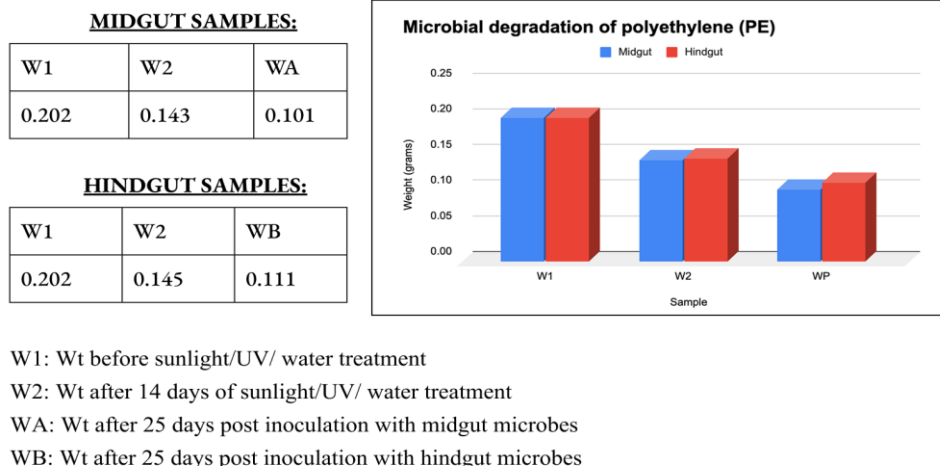 MIDGUT SAMPLES:
W1 W2 WA
0.202 0.143 0.101
HINDGUT SAMPLES:
W1 W2 WB
0.202 0.145 0.111
Microbial degradation of polyethylene (PE)
Midgut Hindgut
Weight (grams)
0.25
0.20
0.15
0.10
0.05
0.00
W1 W2 WP
Sample
W1: Wt before sunlight/UV/ water treatment
W2: Wt after 14 days of sunlight/UV/ water treatment
WA: Wt after 25 days post inoculation with midgut microbes
WB: Wt after 25 days post inoculation with hindgut microbes